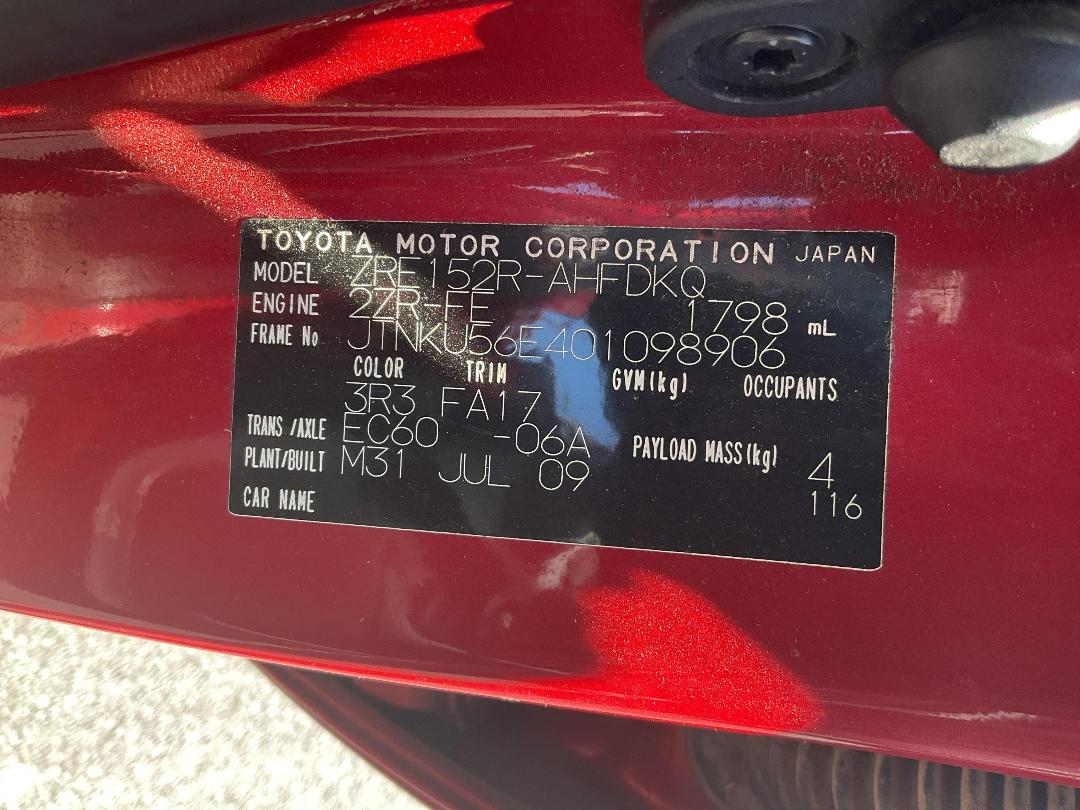 TOYOTA MOTOR CORPORATION JAPAN
MODEL ZRE152R-AHFDKQ
ENGINE 2ZR-FE 1798 mL
FRAME No JTNKU56E401098906
COLOR TRIM GVM(kg) OCCUPANTS
3R3 FA17
TRANS/AXLE EC60 -06A PAYLOAD MASS(kg) 4
PLANT/BUILT M31 JUL 09 116
CAR NAME